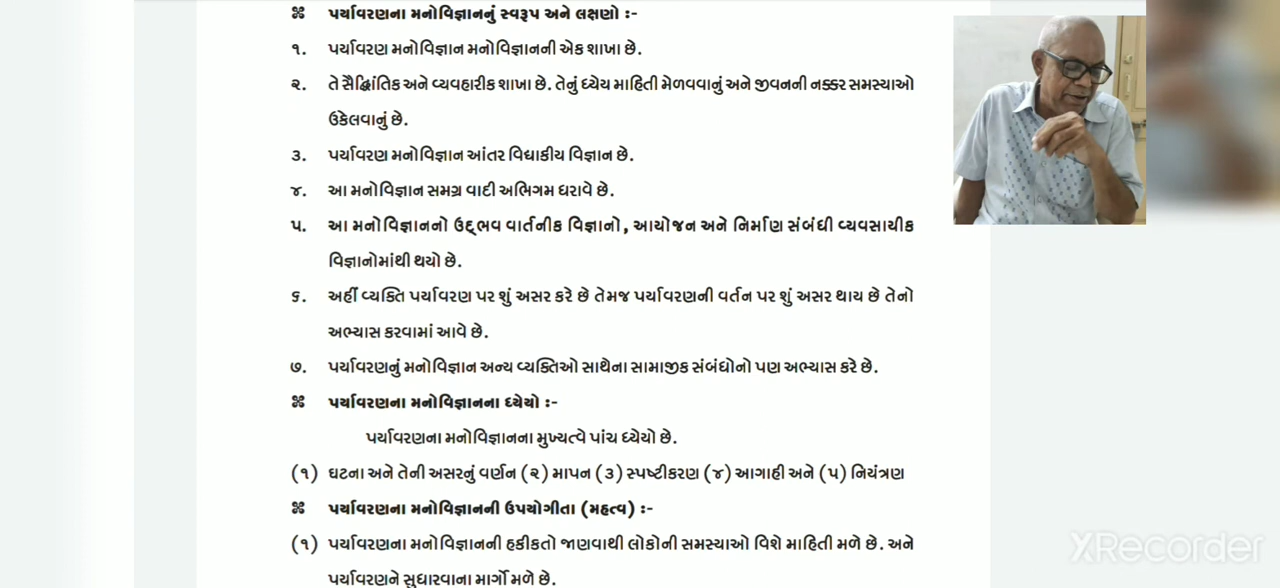 ⌘ પર્યાવરણના મનોવિજ્ઞાનનું સ્વરૂપ અને લક્ષણો :-
૧. પર્યાવરણ મનોવિજ્ઞાન મનોવિજ્ઞાનની એક શાખા છે.
૨. તે સૈદ્ધાંતિક અને વ્યવહારીક શાખા છે. તેનું ધ્યેય માહિતી મેળવવાનું અને જીવનની નક્કર સમસ્યાઓ
ઉકેલવાનું છે.
૩. પર્યાવરણ મનોવિજ્ઞાન આંતર વિધાકીય વિજ્ઞાન છે.
૪. આ મનોવિજ્ઞાન સમગ્ર વાદી અભિગમ ધરાવે છે.
૫. આ મનોવિજ્ઞાનનો ઉદ્ભવ વાર્તનીક વિજ્ઞાનો, આયોજન અને નિર્માણ સંબંધી વ્યવસાયીક
વિજ્ઞાનોમાંથી થયો છે.
૬. અહીં વ્યક્તિ પર્યાવરણ પર શું અસર કરે છે તેમજ પર્યાવરણની વર્તન પર શું અસર થાય છે તેનો
અભ્યાસ કરવામાં આવે છે.
૭. પર્યાવરણનું મનોવિજ્ઞાન અન્ય વ્યક્તિઓ સાથેના સામાજીક સંબંધોનો પણ અભ્યાસ કરે છે.
⌘ પર્યાવરણના મનોવિજ્ઞાનના ધ્યેયો :-
પર્યાવરણના મનોવિજ્ઞાનના મુખ્યત્વે પાંચ ધ્યેયો છે.
(૧) ઘટના અને તેની અસરનું વર્ણન (૨) માપન (૩) સ્પષ્ટીકરણ (૪) આગાહી અને (૫) નિયંત્રણ
⌘ પર્યાવરણના મનોવિજ્ઞાનની ઉપયોગીતા (મહત્વ) :-
(૧) પર્યાવરણના મનોવિજ્ઞાનની હકીકતો જાણવાથી લોકોની સમસ્યાઓ વિશે માહિતી મળે છે. અને
પર્યાવરણને સુધારવાના માર્ગો મળે છે.
XRecorder